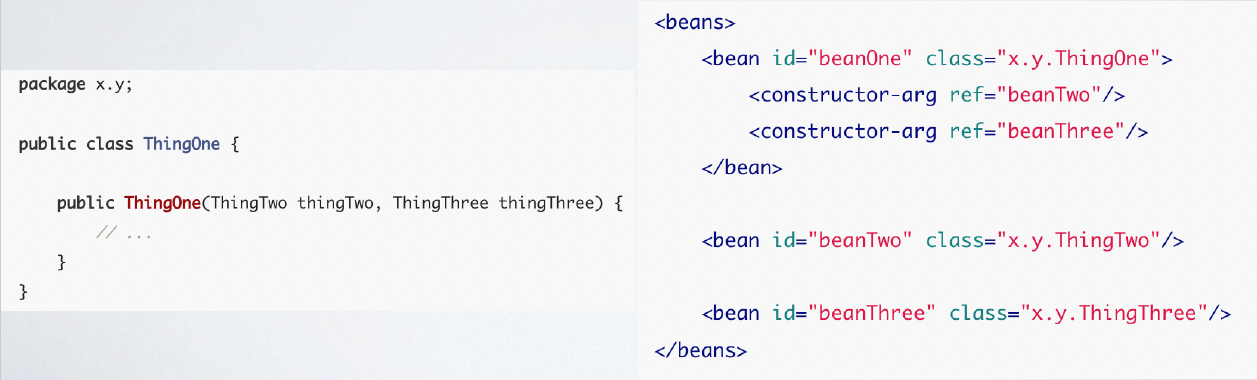 package x.y;
public class ThingOne {
    public ThingOne(ThingTwo thingTwo, ThingThree thingThree) {
        // ...
    }
}
<beans>
    <bean id="beanOne" class="x.y.ThingOne">
        <constructor-arg ref="beanTwo"/>
        <constructor-arg ref="beanThree"/>
    </bean>
    <bean id="beanTwo" class="x.y.ThingTwo"/>
    <bean id="beanThree" class="x.y.ThingThree"/>
</beans>